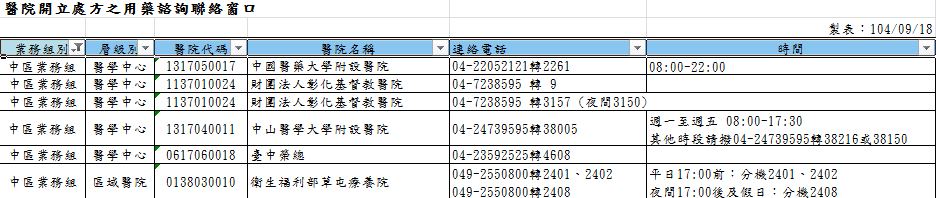 醫院開立處方之用藥諮詢聯絡窗口
製表：104/09/18
業務組別 層級別 醫院代碼 醫院名稱 連絡電話 時間
中區業務組 醫學中心 1317050017 中國醫藥大學附設醫院 04-22052121轉2261 08:00-22:00
中區業務組 醫學中心 1137010024 財團法人彰化基督教醫院 04-7238595 轉 9
中區業務組 醫學中心 1137010024 財團法人彰化基督教醫院 04-7238595 轉3157 (夜間3150)
中區業務組 醫學中心 1317040011 中山醫學大學附設醫院 04-24739595轉38005 週一至週五 08:00-17:30
其他時段請撥04-24739595轉38216或38150
中區業務組 醫學中心 0617060018 臺中榮總 04-23592525轉4608
中區業務組 區域醫院 0138030010 衛生福利部草屯療養院 049-2550800轉2401、2402 平日17:00前：分機2401、2402
049-2550800轉2408 夜間17:00後及假日：分機2408